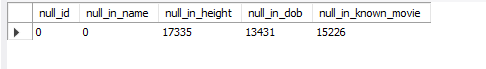 null_id null_in_name null_in_height null_in_dob null_in_known_movie
0 0 17335 13431 15226